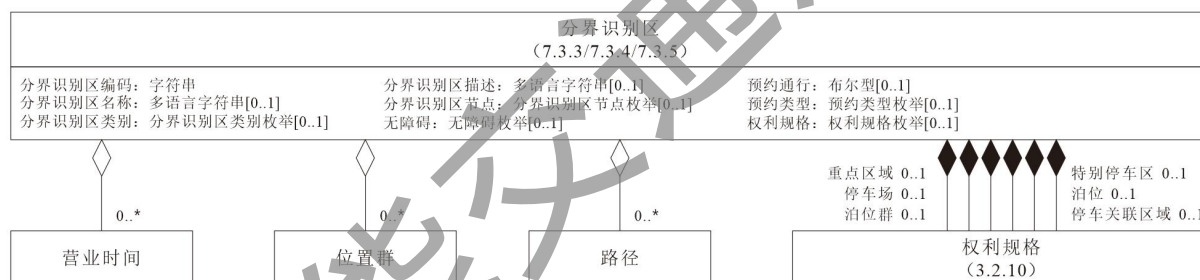 分界识别区
（7.3.3/7.3.4/7.3.5）
分界识别区编码：字符串
分界识别区名称：多语言字符串[0..1]
分界识别区类别：分界识别区类别枚举[0..1]
分界识别区描述：多语言字符串[0..1]
分界识别区节点：分界识别区节点枚举[0..1]
无障碍：无障碍枚举[0..1]
预约通行：布尔型[0..1]
预约类型：预约类型枚举[0..1]
权利规格：权利规格枚举[0..1]
重点区域 0..1
停车场 0..1
泊位群 0..1
特别停车区 0..1
泊位 0..1
停车关联区域 0..1
0..*
0..*
0..*
营业时间
位置群
路径
权利规格
（3.2.10）